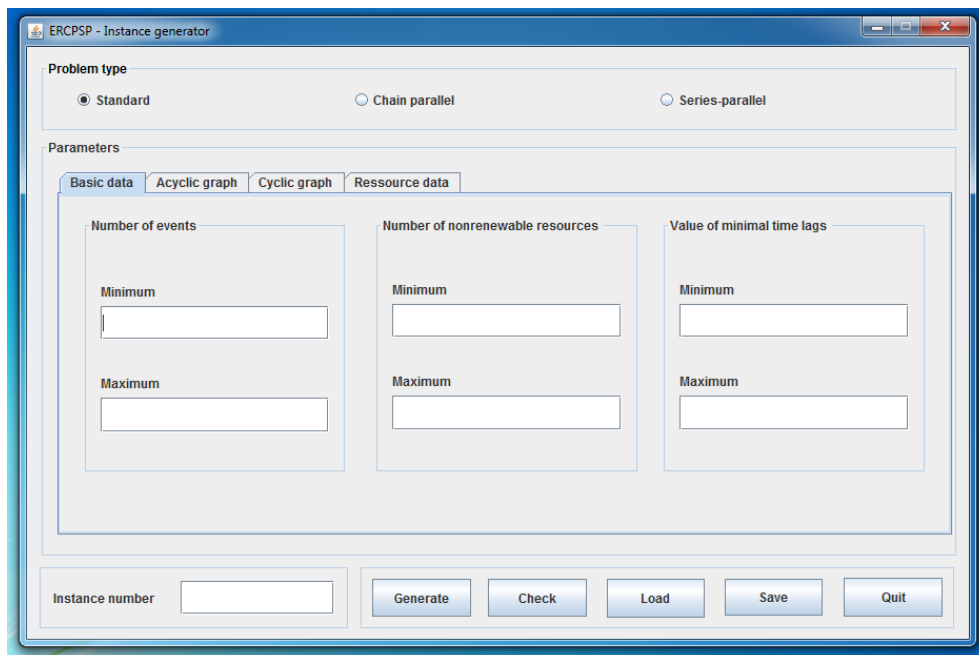 ERCPSP - Instance generator
Problem type
Standard
Chain parallel
Series-parallel
Parameters
Basic data
Acyclic graph
Cyclic graph
Ressource data
Number of events
Minimum
Maximum
Number of nonrenewable resources
Minimum
Maximum
Value of minimal time lags
Minimum
Maximum
Instance number
Generate
Check
Load
Save
Quit